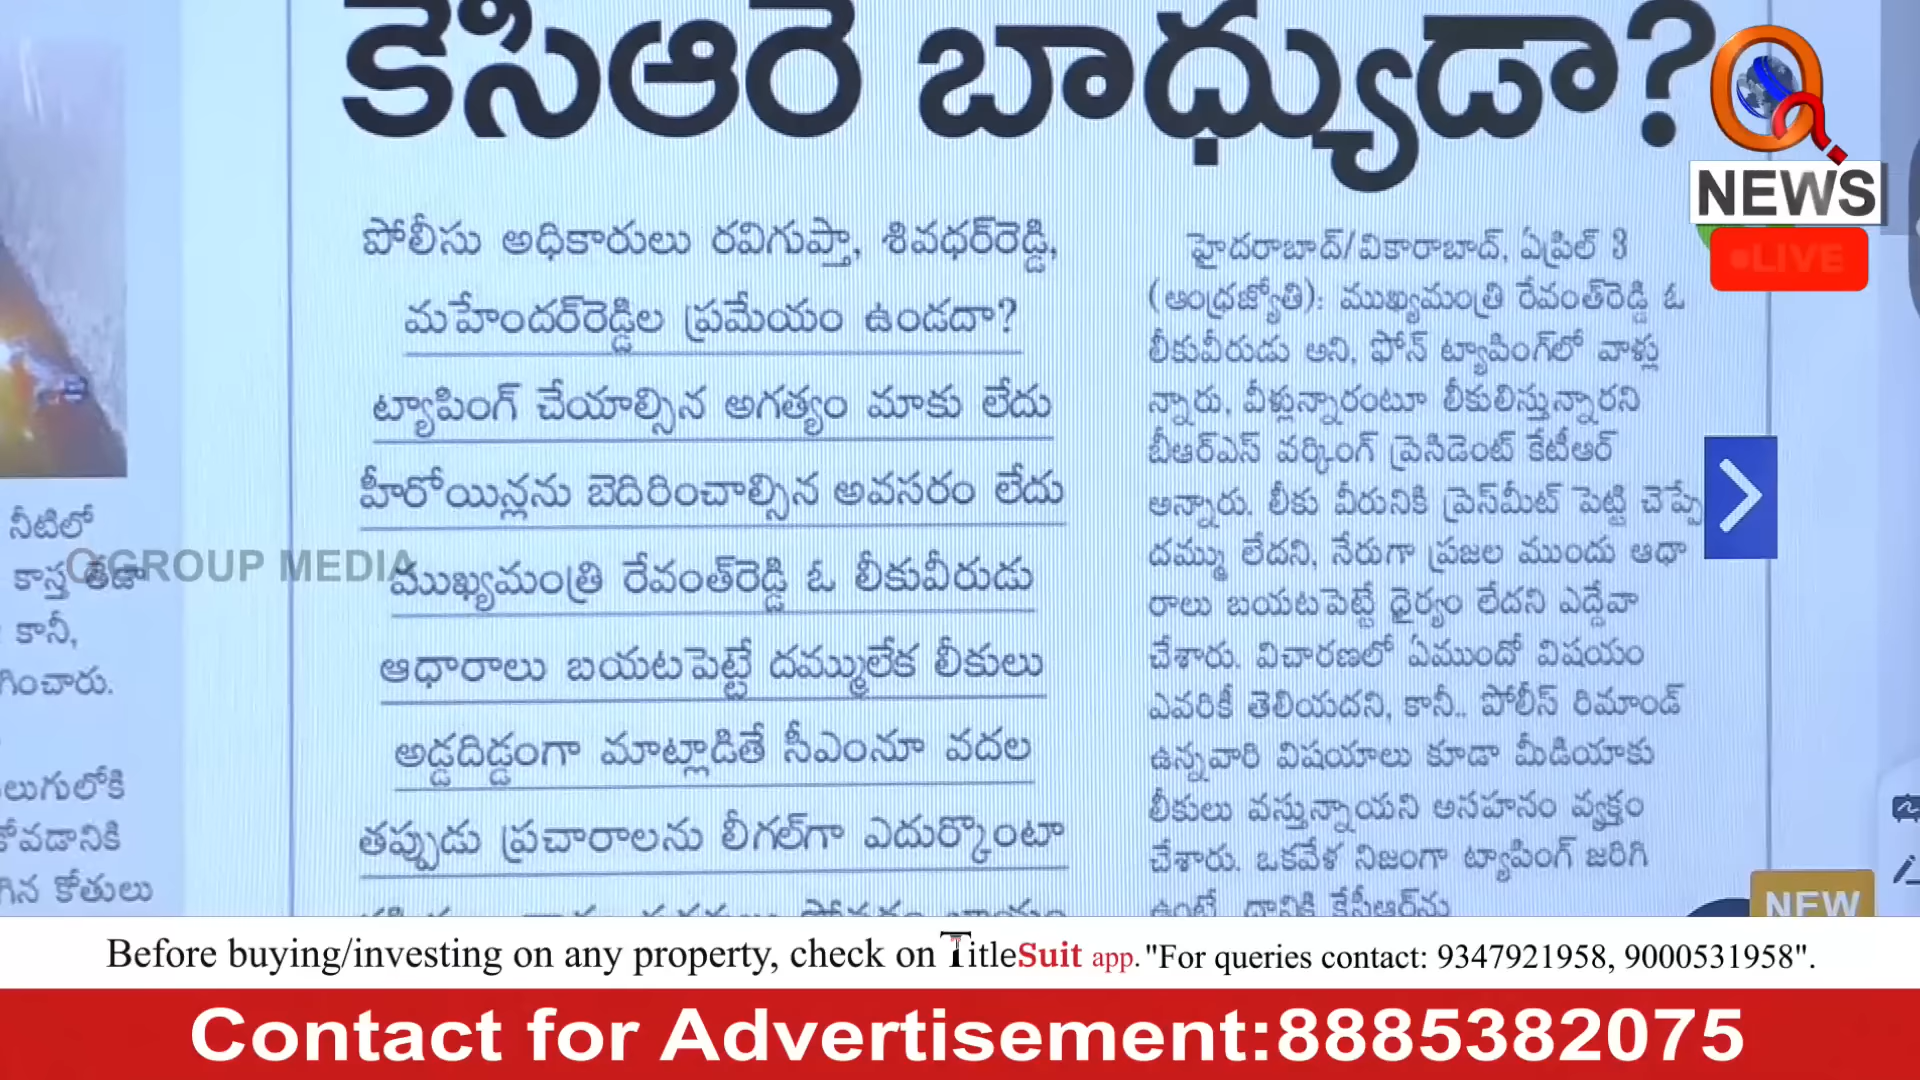 కేసీఆర్ బాధ్యుడా?
పోలీసు అధికారులు రవిగుప్తా, శివధర్‌రెడ్డి,
మహేందర్‌రెడ్డిల ప్రమేయం ఉండదా?
ట్యాపింగ్ చేయాల్సిన అగత్యం మాకు లేదు
హీరోయిన్లను బెదిరించాల్సిన అవసరం లేదు
ముఖ్యమంత్రి రేవంత్‌రెడ్డి ఓ లీకువీరుడు
ఆధారాలు బయటపెట్టే దమ్ములేక లీకులు
అడ్డదిడ్డంగా మాట్లాడితే సీఎంనూ వదల
తప్పుడు ప్రచారాలను లీగల్‌గా ఎదుర్కొంటా
హైదరాబాద్/వికారాబాద్, ఏప్రిల్ 3
(ఆంధ్రజ్యోతి): ముఖ్యమంత్రి రేవంత్‌రెడ్డి ఓ
లీకువీరుడు అని, ఫోన్ ట్యాపింగ్‌లో వాళ్లు
న్నారు, వీళ్లున్నారంటూ లీకులిస్తున్నారని
బీఆర్ఎస్ వర్కింగ్ ప్రెసిడెంట్ కేటీఆర్
అన్నారు. లీకు వీరునికి ప్రెస్‌మీట్ పెట్టి చెప్పే
దమ్ము లేదని, నేరుగా ప్రజల ముందు ఆధా
రాలు బయటపెట్టే ధైర్యం లేదని ఎద్దేవా
చేశారు. విచారణలో ఏముందో విషయం
ఎవరికీ తెలియదని, కానీ.. పోలీస్ రిమాండ్
ఉన్నవారి విషయాలు కూడా మీడియాకు
లీకులు వస్తున్నాయని అసహనం వ్యక్తం
చేశారు. ఒకవేళ నిజంగా ట్యాపింగ్ జరిగి
ఉంటే, దానికి కేసీఆర్‌ను
నీటిలో
కాస్త తేడా
కానీ,
గించారు.
లుగులోకి
కోవడానికి
గిన కోతులు
Q GROUP MEDIA
Q
NEWS
LIVE
NEW
Before buying/investing on any property, check on TitleSuit app. "For queries contact: 9347921958, 9000531958".
Contact for Advertisement:8885382075